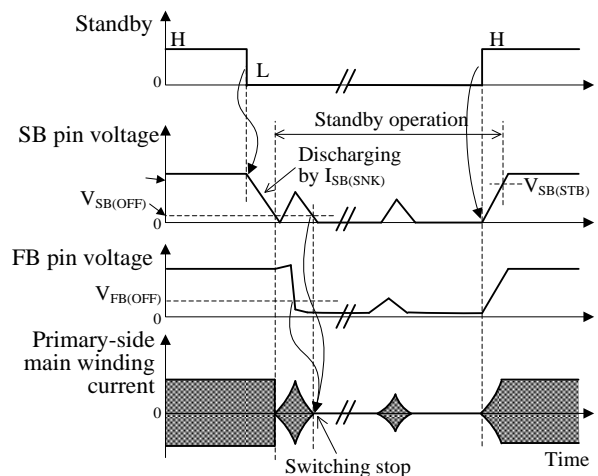 Standby
H
H
L
0
Standby operation
SB pin voltage
Discharging
by I_SB(SNK)
V_SB(STB)
V_SB(OFF)
0
FB pin voltage
V_FB(OFF)
0
Primary-side
main winding
current
0
Time
Switching stop